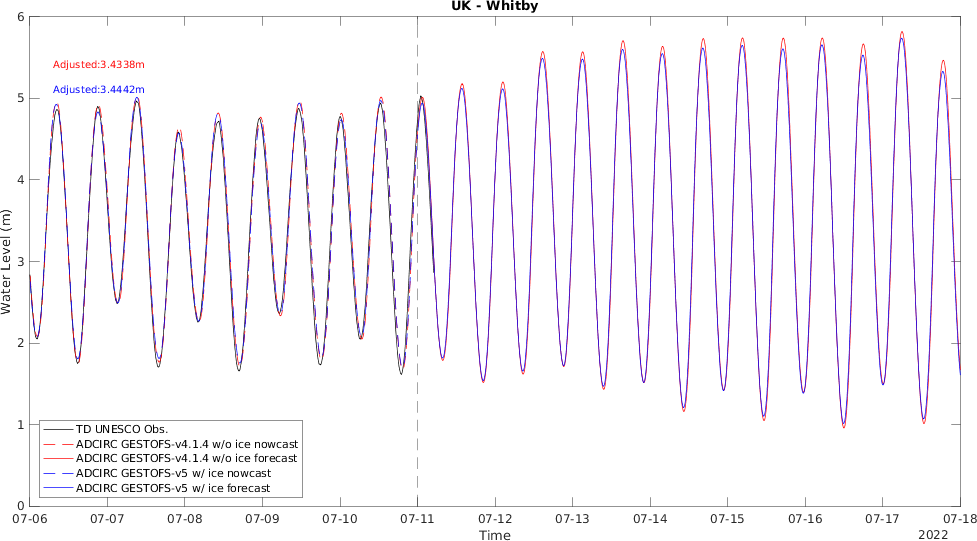 UK - Whitby
6
5
4
3
2
1
0
Water Level (m)
Adjusted:3.4338m
Adjusted:3.4442m
TD UNESCO Obs.
ADCIRC GESTOFS-v4.1.4 w/o ice nowcast
ADCIRC GESTOFS-v4.1.4 w/o ice forecast
ADCIRC GESTOFS-v5 w/ ice nowcast
ADCIRC GESTOFS-v5 w/ ice forecast
07-06 07-07 07-08 07-09 07-10 07-11 07-12 07-13 07-14 07-15 07-16 07-17 07-18
Time
2022